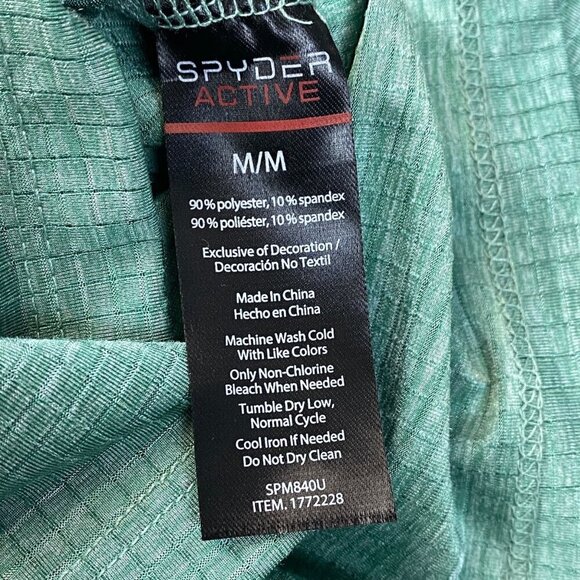 SPYDER
ACTIVE
M/M
90% polyester, 10% spandex
90% poliéster, 10% spandex
Exclusive of Decoration /
Decoración No Textil
Made In China
Hecho en China
Machine Wash Cold
With Like Colors
Only Non-Chlorine
Bleach When Needed
Tumble Dry Low,
Normal Cycle
Cool Iron If Needed
Do Not Dry Clean
SPM840U
ITEM. 1772228